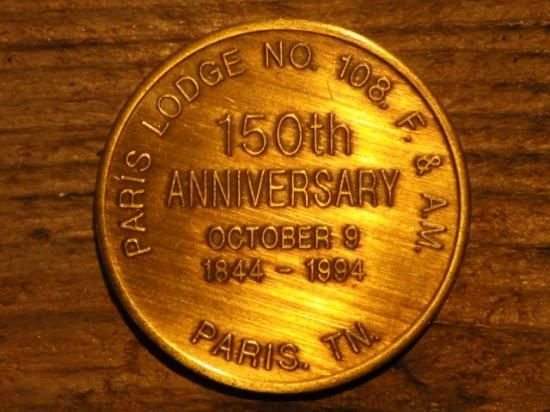 PARIS LODGE NO. 108, F. & A.M.
150th
ANNIVERSARY
OCTOBER 9
1844 - 1994
PARIS, TN.